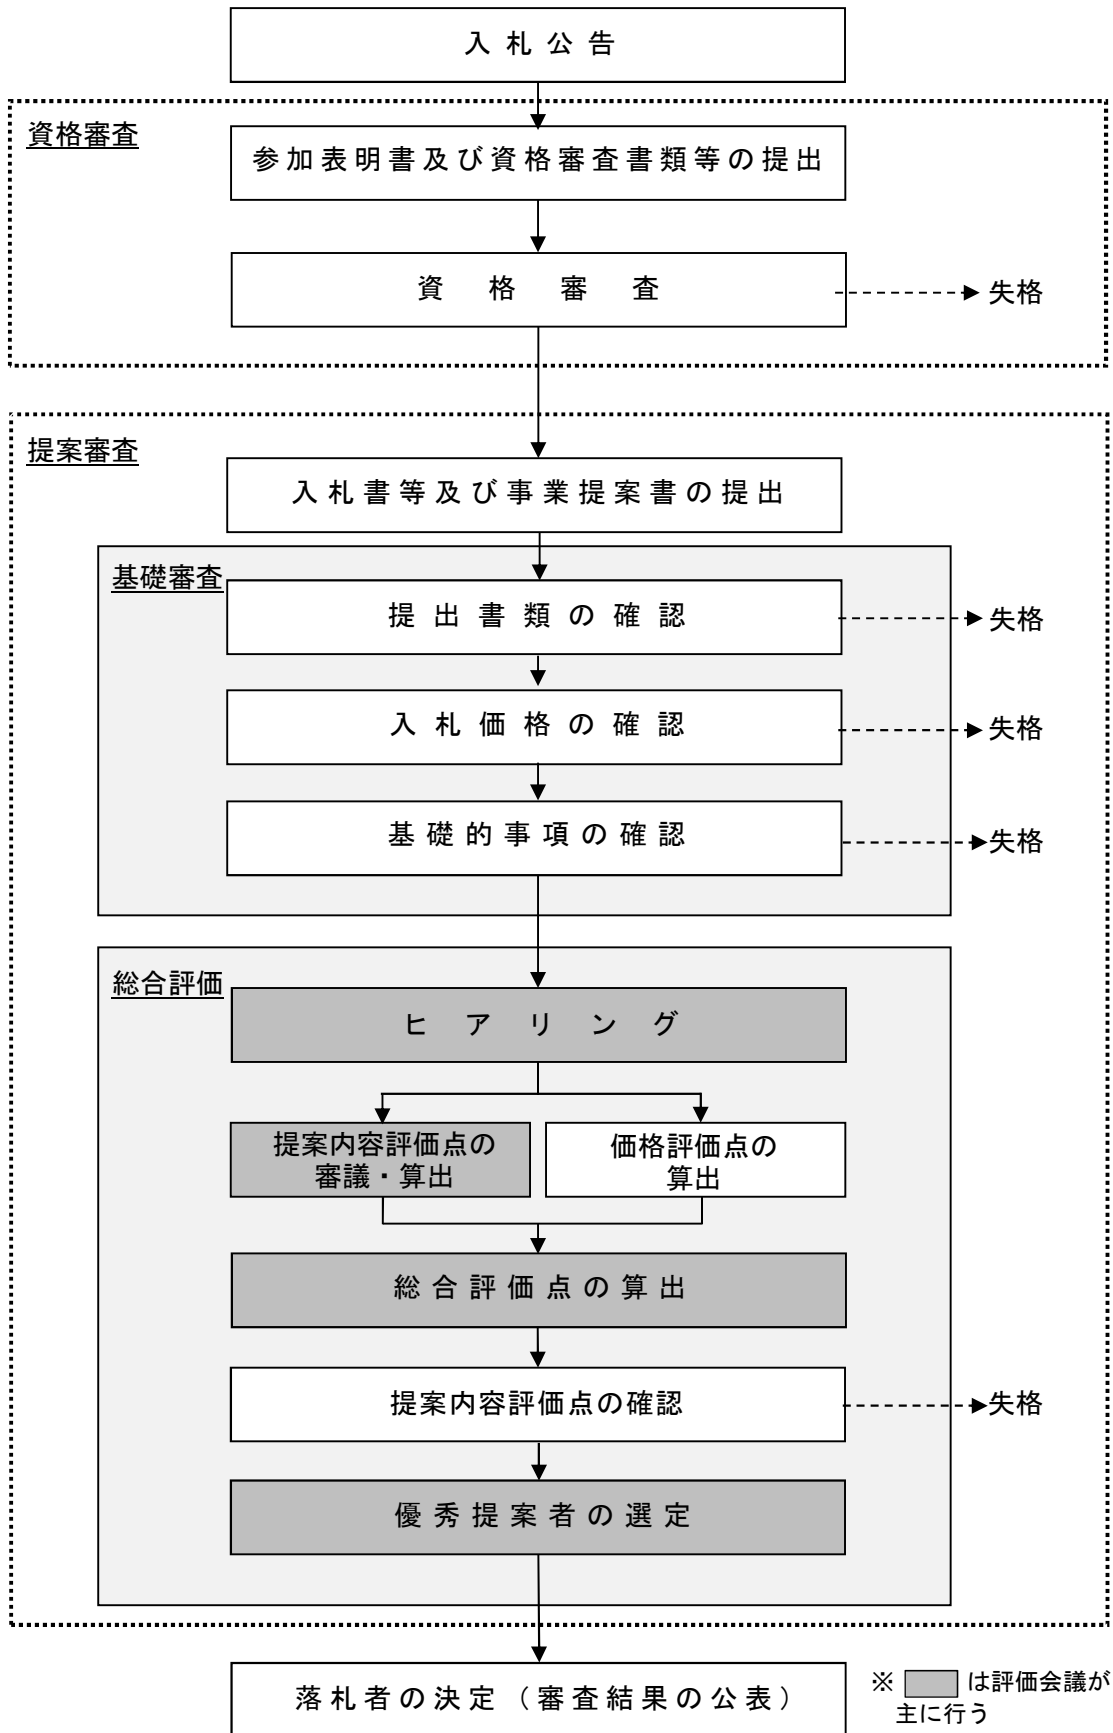 入札公告
資格審査
参加表明書及び資格審査書類等の提出
資格審査
失格
提案審査
入札書等及び事業提案書の提出
基礎審査
提出書類の確認
失格
入札価格の確認
失格
基礎的事項の確認
失格
総合評価
ヒアリング
提案内容評価点の
審議・算出
価格評価点の
算出
総合評価点の算出
提案内容評価点の確認
失格
優秀提案者の選定
落札者の決定（審査結果の公表）
※ は評価会議が
主に行う